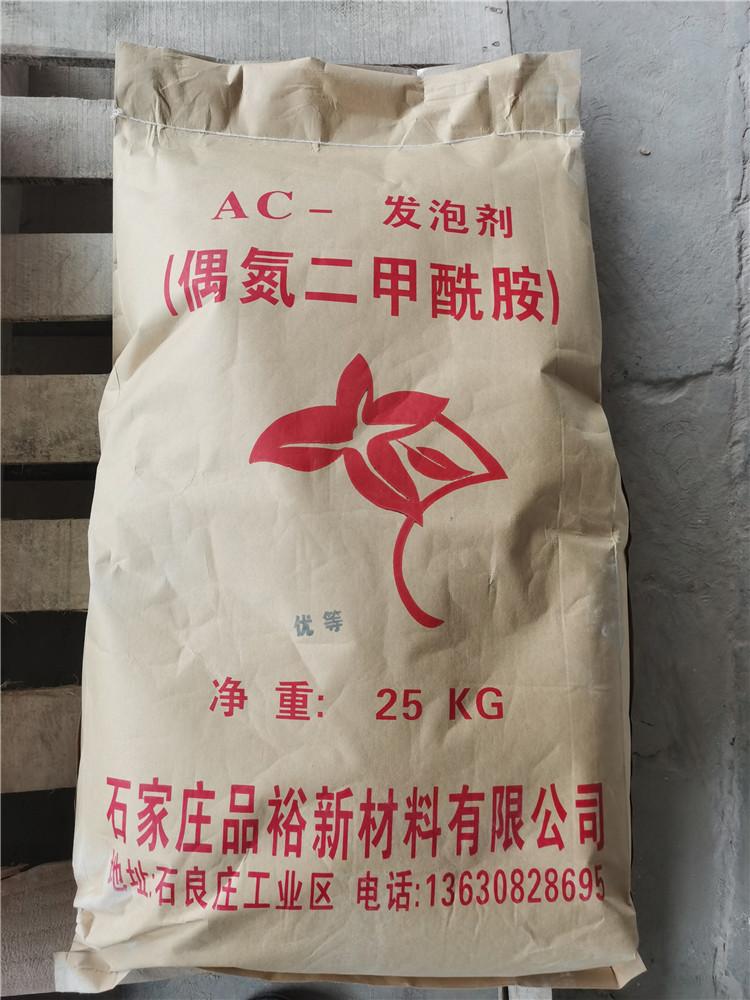 AC- 发泡剂
(偶氮二甲酰胺)
优等
净 重: 25 KG
石家庄品裕新材料有限公司
地址:石良庄工业区 电话:13630828695